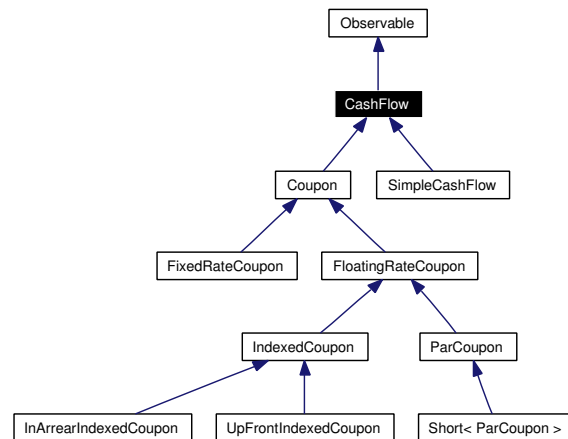 Observable
CashFlow
Coupon
SimpleCashFlow
FixedRateCoupon
FloatingRateCoupon
IndexedCoupon
ParCoupon
InArrearIndexedCoupon
UpFrontIndexedCoupon
Short< ParCoupon >